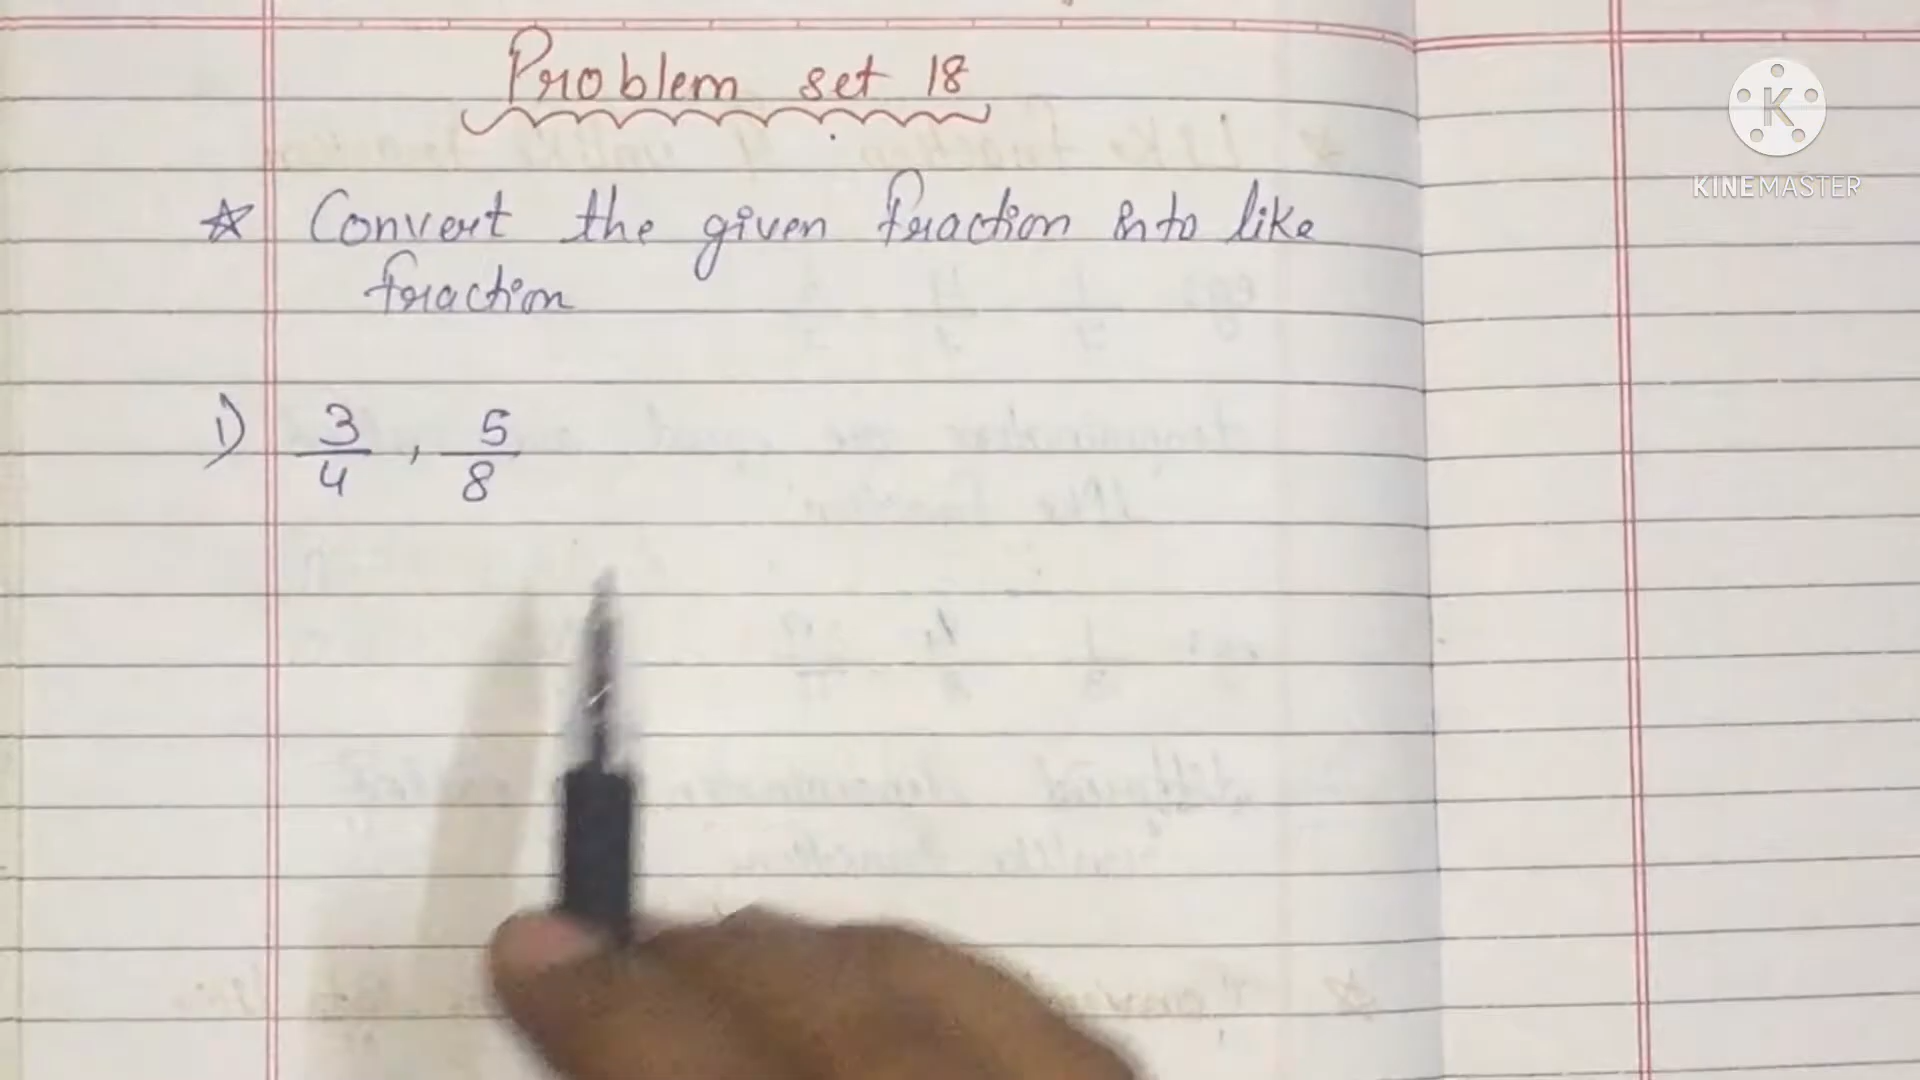 Problem set 18
☆ Convert the given fraction into like
fraction
1) 3/4 , 5/8
KINEMASTER